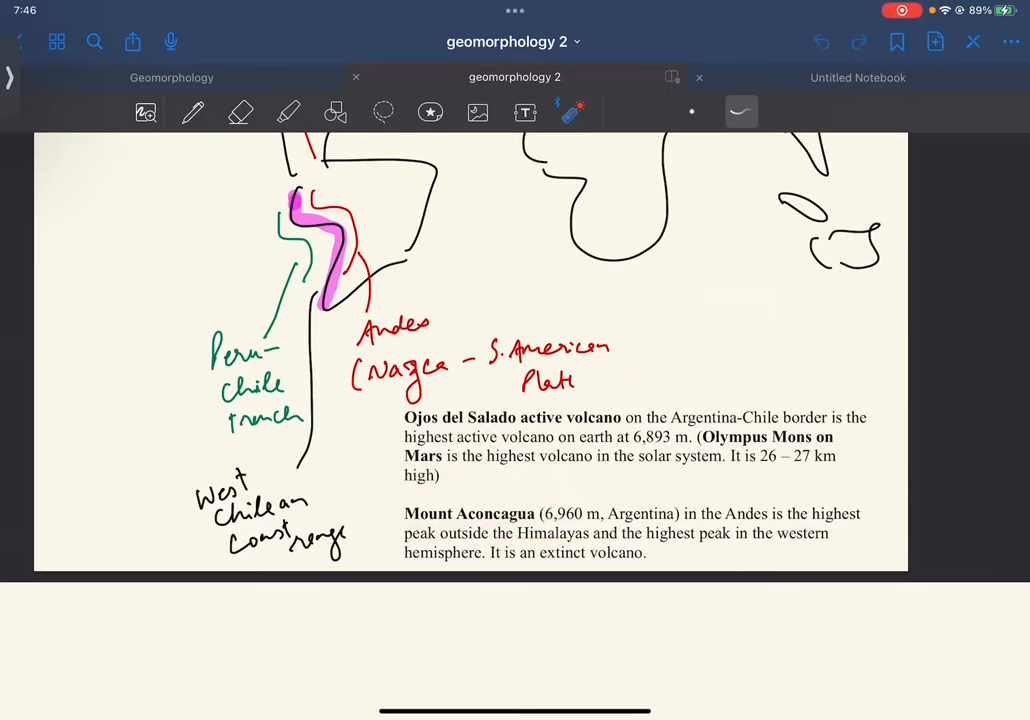 7:46
89%
geomorphology 2
Geomorphology
geomorphology 2
Untitled Notebook
Peru-
Chile
trench
Andes
(Nazca - S. American
Plate
West
Chilean
Coast range
Ojos del Salado active volcano on the Argentina-Chile border is the
highest active volcano on earth at 6,893 m. (Olympus Mons on
Mars is the highest volcano in the solar system. It is 26 – 27 km
high)
Mount Aconcagua (6,960 m, Argentina) in the Andes is the highest
peak outside the Himalayas and the highest peak in the western
hemisphere. It is an extinct volcano.